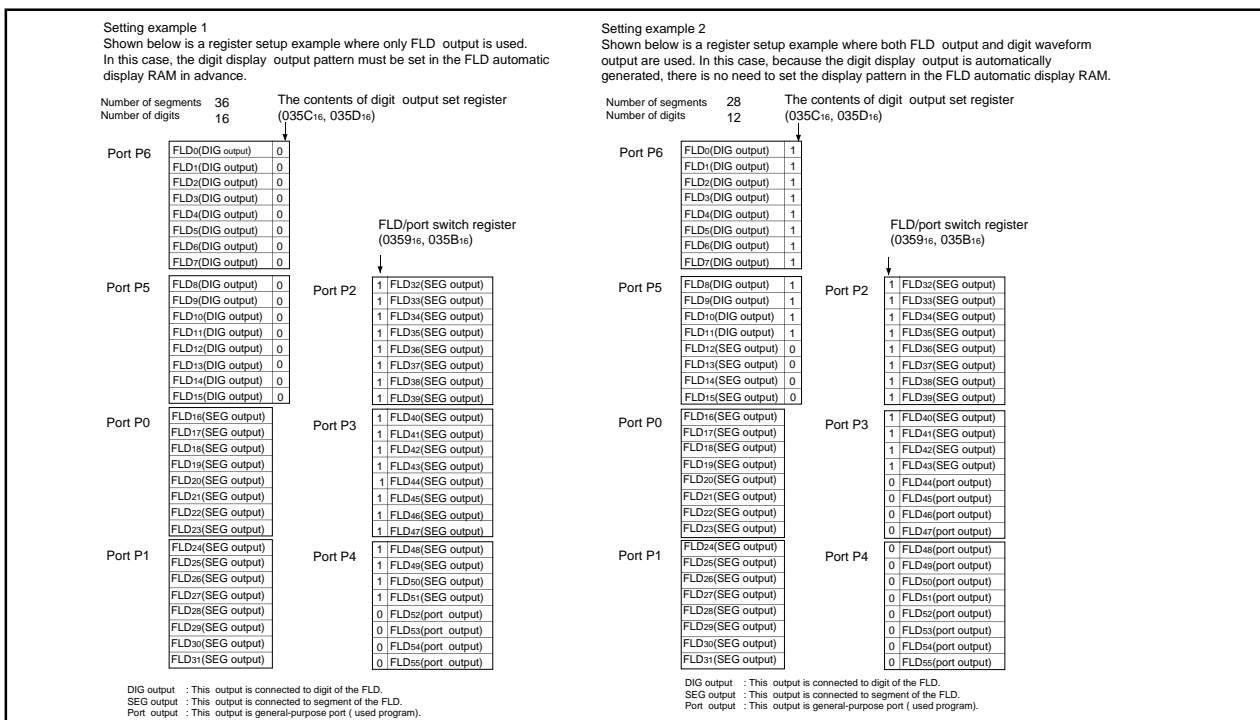 Setting example 1
Shown below is a register setup example where only FLD output is used.
In this case, the digit display output pattern must be set in the FLD automatic
display RAM in advance.
Number of segments 36
Number of digits 16
The contents of digit output set register
(035C16, 035D16)
Port P6
FLD0(DIG output) 0
FLD1(DIG output) 0
FLD2(DIG output) 0
FLD3(DIG output) 0
FLD4(DIG output) 0
FLD5(DIG output) 0
FLD6(DIG output) 0
FLD7(DIG output) 0
Port P5
FLD8(DIG output) 0
FLD9(DIG output) 0
FLD10(DIG output) 0
FLD11(DIG output) 0
FLD12(DIG output) 0
FLD13(DIG output) 0
FLD14(DIG output) 0
FLD15(DIG output) 0
Port P0
FLD16(SEG output)
FLD17(SEG output)
FLD18(SEG output)
FLD19(SEG output)
FLD20(SEG output)
FLD21(SEG output)
FLD22(SEG output)
FLD23(SEG output)
Port P1
FLD24(SEG output)
FLD25(SEG output)
FLD26(SEG output)
FLD27(SEG output)
FLD28(SEG output)
FLD29(SEG output)
FLD30(SEG output)
FLD31(SEG output)
FLD/port switch register
(035916, 035B16)
Port P2
1 FLD32(SEG output)
1 FLD33(SEG output)
1 FLD34(SEG output)
1 FLD35(SEG output)
1 FLD36(SEG output)
1 FLD37(SEG output)
1 FLD38(SEG output)
1 FLD39(SEG output)
Port P3
1 FLD40(SEG output)
1 FLD41(SEG output)
1 FLD42(SEG output)
1 FLD43(SEG output)
1 FLD44(SEG output)
1 FLD45(SEG output)
1 FLD46(SEG output)
1 FLD47(SEG output)
Port P4
1 FLD48(SEG output)
1 FLD49(SEG output)
1 FLD50(SEG output)
1 FLD51(SEG output)
0 FLD52(port output)
0 FLD53(port output)
0 FLD54(port output)
0 FLD55(port output)
DIG output : This output is connected to digit of the FLD.
SEG output : This output is connected to segment of the FLD.
Port output : This output is general-purpose port ( used program).
Setting example 2
Shown below is a register setup example where both FLD output and digit waveform
output are used. In this case, because the digit display output is automatically
generated, there is no need to set the display pattern in the FLD automatic display RAM.
Number of segments 28
Number of digits 12
The contents of digit output set register
(035C16, 035D16)
Port P6
FLD0(DIG output) 1
FLD1(DIG output) 1
FLD2(DIG output) 1
FLD3(DIG output) 1
FLD4(DIG output) 1
FLD5(DIG output) 1
FLD6(DIG output) 1
FLD7(DIG output) 1
Port P5
FLD8(DIG output) 1
FLD9(DIG output) 1
FLD10(DIG output) 1
FLD11(DIG output) 1
FLD12(SEG output) 0
FLD13(SEG output) 0
FLD14(SEG output) 0
FLD15(SEG output) 0
Port P0
FLD16(SEG output)
FLD17(SEG output)
FLD18(SEG output)
FLD19(SEG output)
FLD20(SEG output)
FLD21(SEG output)
FLD22(SEG output)
FLD23(SEG output)
Port P1
FLD24(SEG output)
FLD25(SEG output)
FLD26(SEG output)
FLD27(SEG output)
FLD28(SEG output)
FLD29(SEG output)
FLD30(SEG output)
FLD31(SEG output)
FLD/port switch register
(035916, 035B16)
Port P2
1 FLD32(SEG output)
1 FLD33(SEG output)
1 FLD34(SEG output)
1 FLD35(SEG output)
1 FLD36(SEG output)
1 FLD37(SEG output)
1 FLD38(SEG output)
1 FLD39(SEG output)
Port P3
1 FLD40(SEG output)
1 FLD41(SEG output)
1 FLD42(SEG output)
1 FLD43(SEG output)
0 FLD44(port output)
0 FLD45(port output)
0 FLD46(port output)
0 FLD47(port output)
Port P4
0 FLD48(port output)
0 FLD49(port output)
0 FLD50(port output)
0 FLD51(port output)
0 FLD52(port output)
0 FLD53(port output)
0 FLD54(port output)
0 FLD55(port output)
DIG output : This output is connected to digit of the FLD.
SEG output : This output is connected to segment of the FLD.
Port output : This output is general-purpose port ( used program).